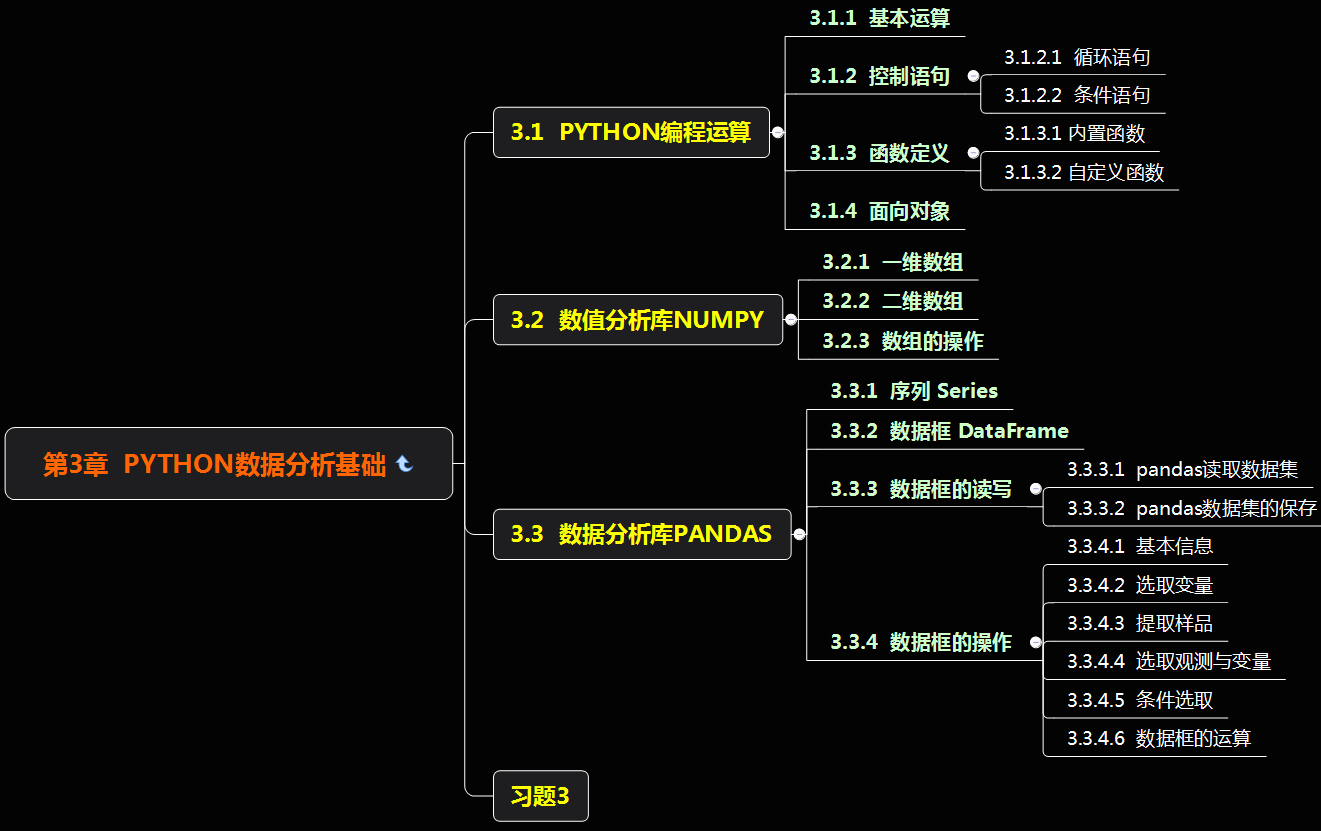 第3章 PYTHON数据分析基础
3.1 PYTHON编程运算
3.1.1 基本运算
3.1.2 控制语句
3.1.2.1 循环语句
3.1.2.2 条件语句
3.1.3 函数定义
3.1.3.1 内置函数
3.1.3.2 自定义函数
3.1.4 面向对象
3.2 数值分析库NUMPY
3.2.1 一维数组
3.2.2 二维数组
3.2.3 数组的操作
3.3 数据分析库PANDAS
3.3.1 序列 Series
3.3.2 数据框 DataFrame
3.3.3 数据框的读写
3.3.3.1 pandas读取数据集
3.3.3.2 pandas数据集的保存
3.3.4 数据框的操作
3.3.4.1 基本信息
3.3.4.2 选取变量
3.3.4.3 提取样品
3.3.4.4 选取观测与变量
3.3.4.5 条件选取
3.3.4.6 数据框的运算
习题3